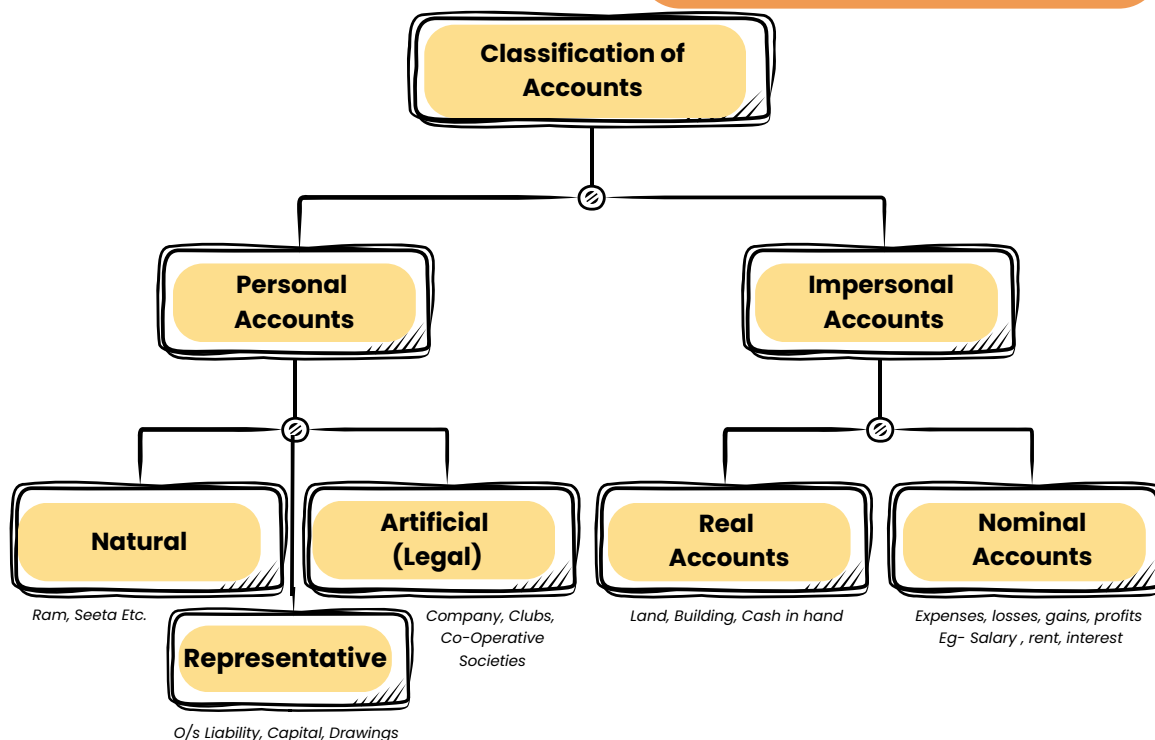 Classification of
Accounts
Personal
Accounts
Impersonal
Accounts
Natural
Artificial
(Legal)
Real
Accounts
Nominal
Accounts
Ram, Seeta Etc.
Company, Clubs,
Co-Operative
Societies
Land, Building, Cash in hand
Expenses, losses, gains, profits
Eg- Salary , rent, interest
Representative
O/s Liability, Capital, Drawings